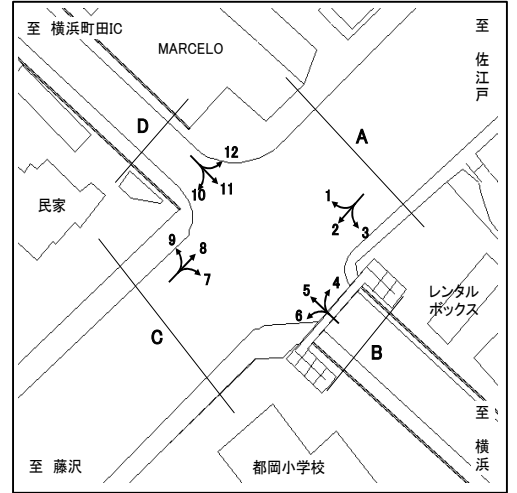 至 横浜町田IC
MARCELO
至 佐江戸
D
A
12
11
10
1
2
3
民家
9
8
7
5
4
6
レンタル
ボックス
C
B
至 横浜
至 藤沢
都岡小学校